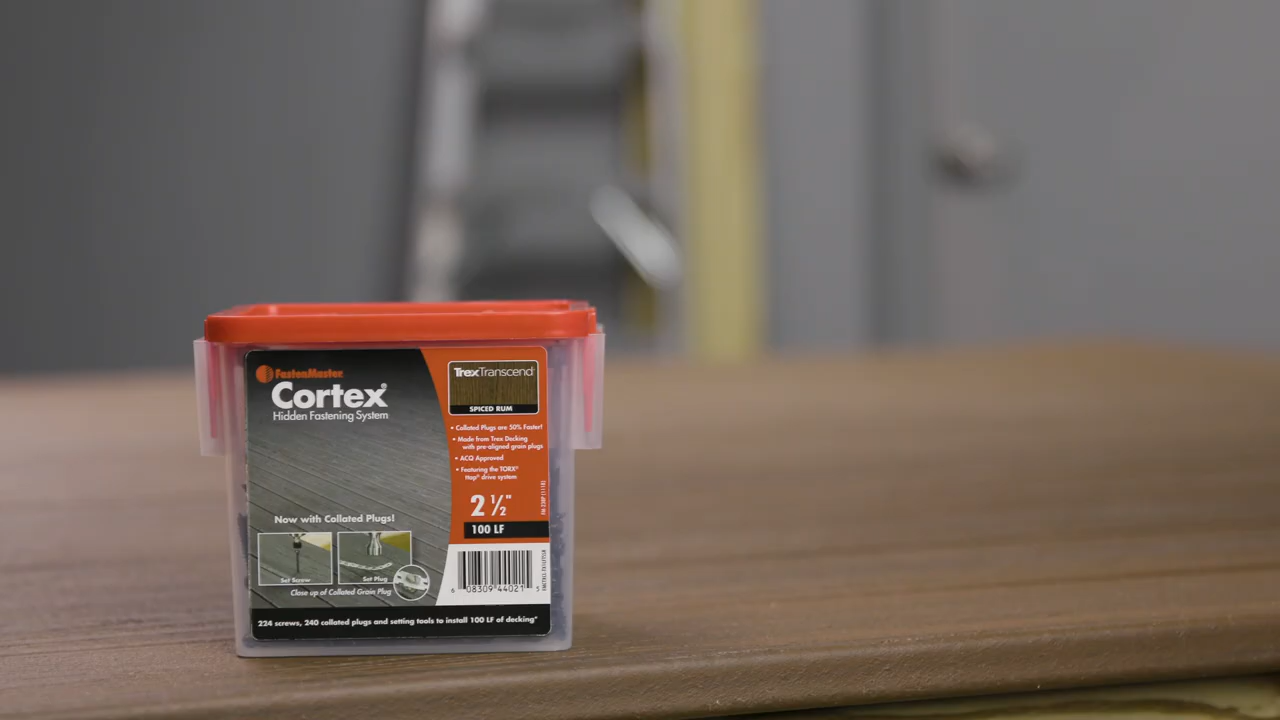 FastenMaster
Cortex®
Hidden Fastening System
TrexTranscend®
SPICED RUM
• Collated Plugs are 50% Faster!
• Made from Trex Decking
with pre-aligned grain plugs
• ACQ Approved
• Featuring the TORX®
ttap® drive system
2 ½"
100 LF
Now with Collated Plugs!
Set Screw
Set Plug
Close up of Collated Grain Plug
6 08309 44021 5
224 screws, 240 collated plugs and setting tools to install 100 LF of decking*